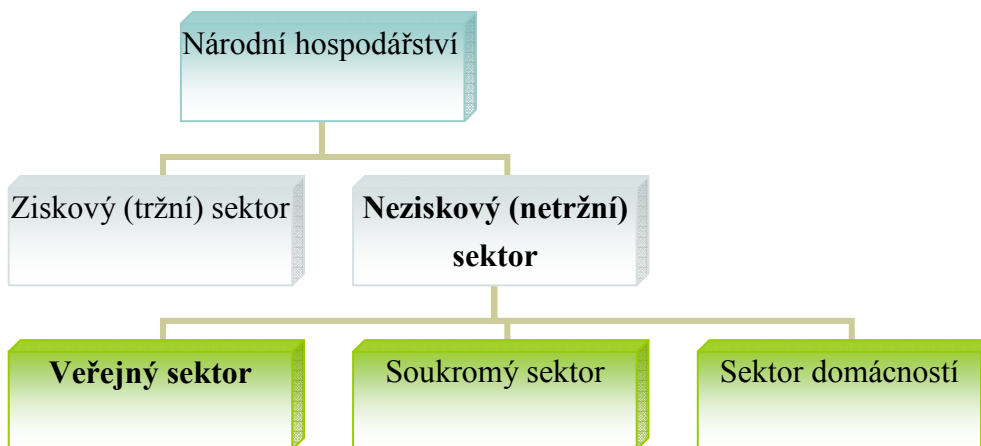 Národní hospodářství
Ziskový (tržní) sektor
Neziskový (netržní)
sektor
Veřejný sektor
Soukromý sektor
Sektor domácností